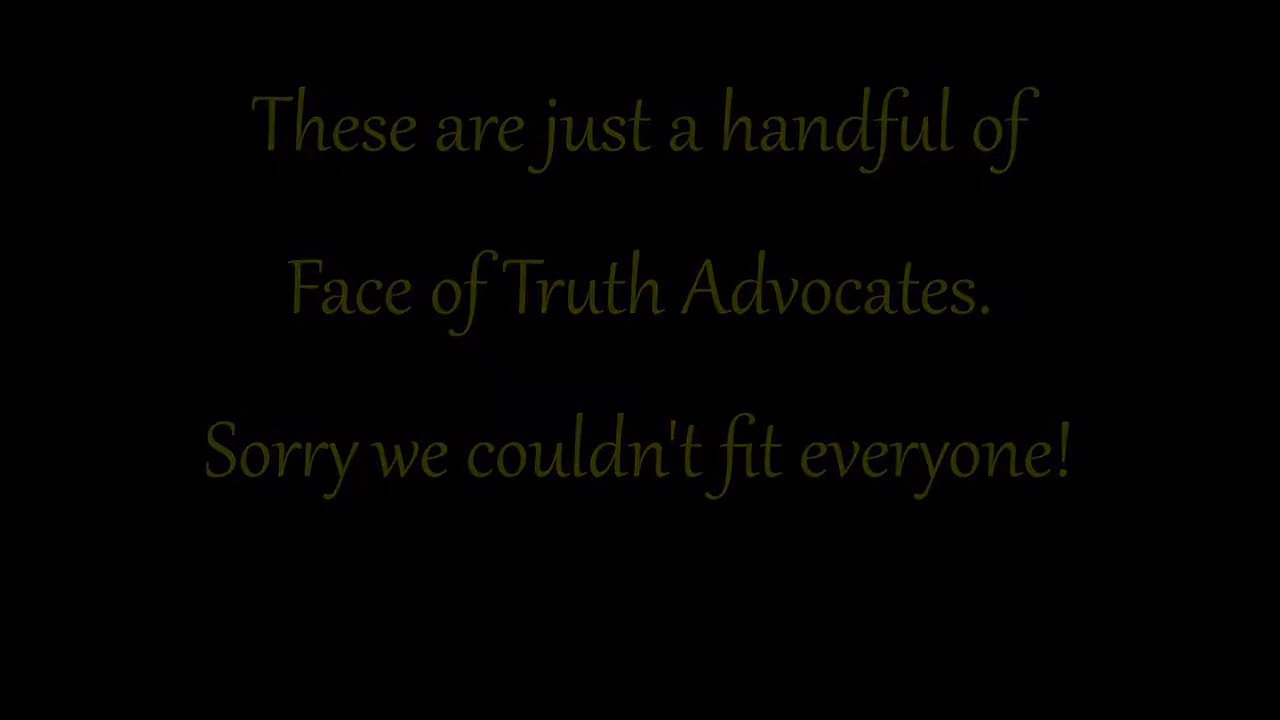 These are just a handful of
Face of Truth Advocates.
Sorry we couldn't fit everyone!